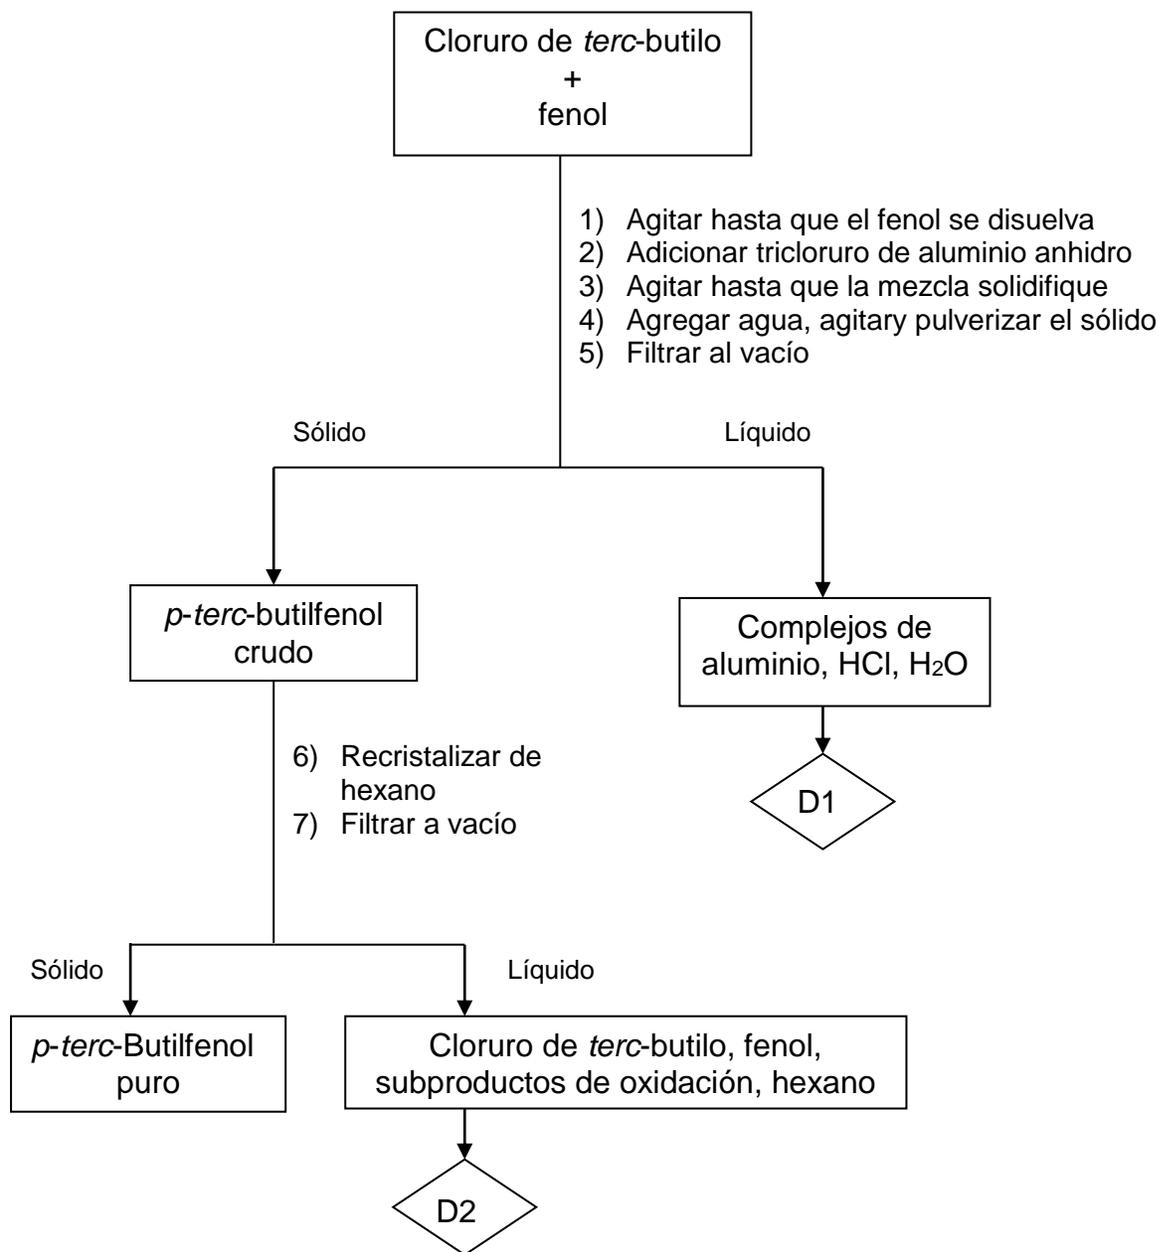 Cloruro de terc-butilo
+
fenol
1) Agitar hasta que el fenol se disuelva
2) Adicionar tricloruro de aluminio anhidro
3) Agitar hasta que la mezcla solidifique
4) Agregar agua, agitary pulverizar el sólido
5) Filtrar al vacío
Sólido
Líquido
p-terc-butilfenol
crudo
Complejos de
aluminio, HCl, H2O
6) Recristalizar de
hexano
7) Filtrar a vacío
D1
Sólido
Líquido
p-terc-Butilfenol
puro
Cloruro de terc-butilo, fenol,
subproductos de oxidación, hexano
D2